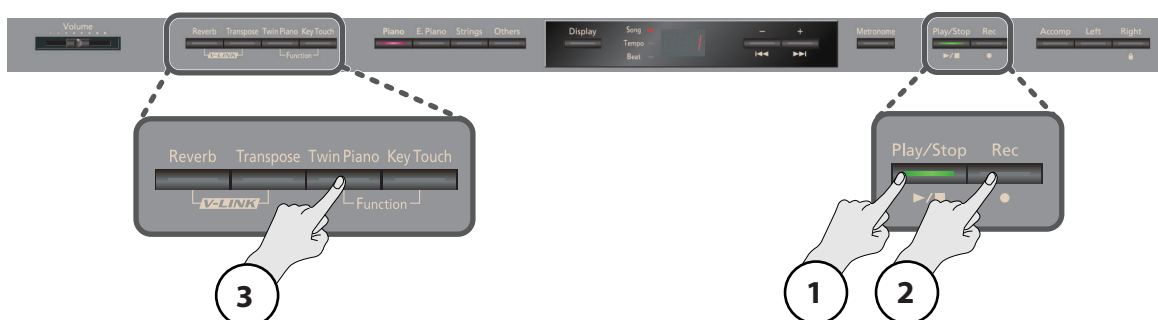 Volume
Reverb Transpose Twin Piano Key Touch
V-LINK Function
Piano E. Piano Strings Others
Display
Song
Tempo
Beat
1
− +
Metronome
Play/Stop Rec
Accomp Left Right
Reverb Transpose Twin Piano Key Touch
V-LINK Function
Play/Stop Rec
3
1
2